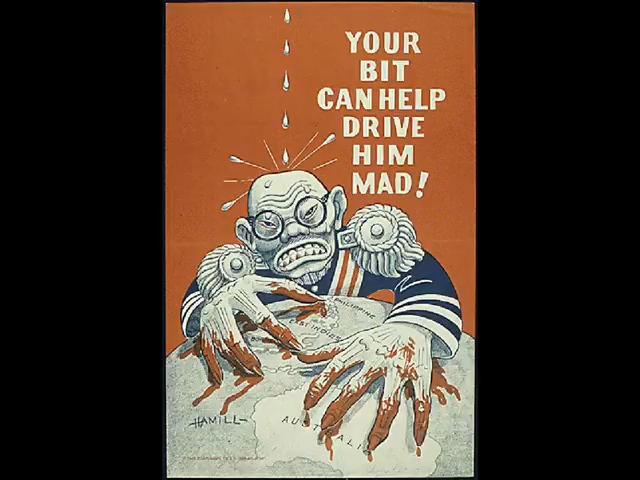 YOUR
BIT
CAN HELP
DRIVE
HIM
MAD!
PHILIPPINE
EAST INDIES
AUSTRALIA
HAMILL